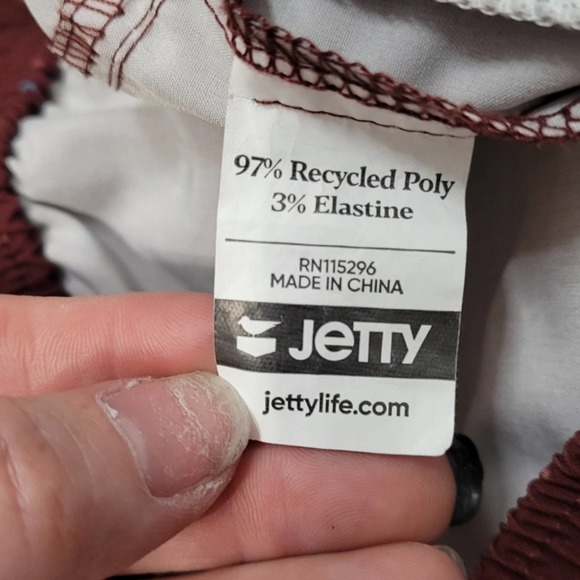 97% Recycled Poly
3% Elastine
RN115296
MADE IN CHINA
JETTY
jettylife.com